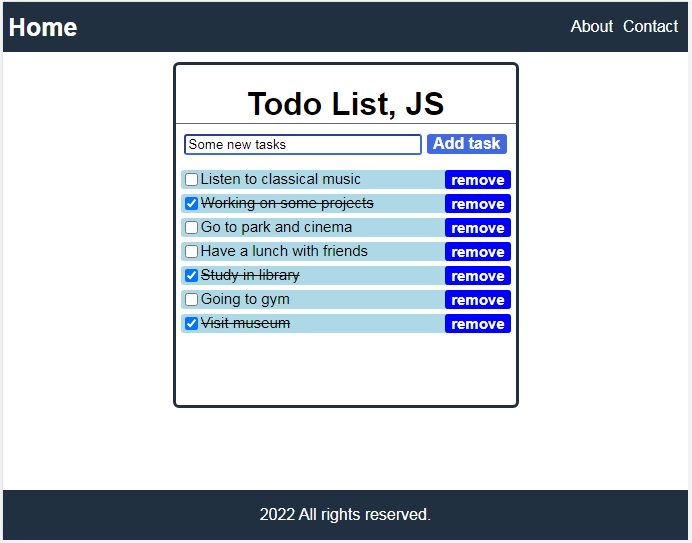 Home About Contact
Todo List, JS
Some new tasks Add task
Listen to classical music remove
Working on some projects remove
Go to park and cinema remove
Have a lunch with friends remove
Study in library remove
Going to gym remove
Visit museum remove
2022 All rights reserved.